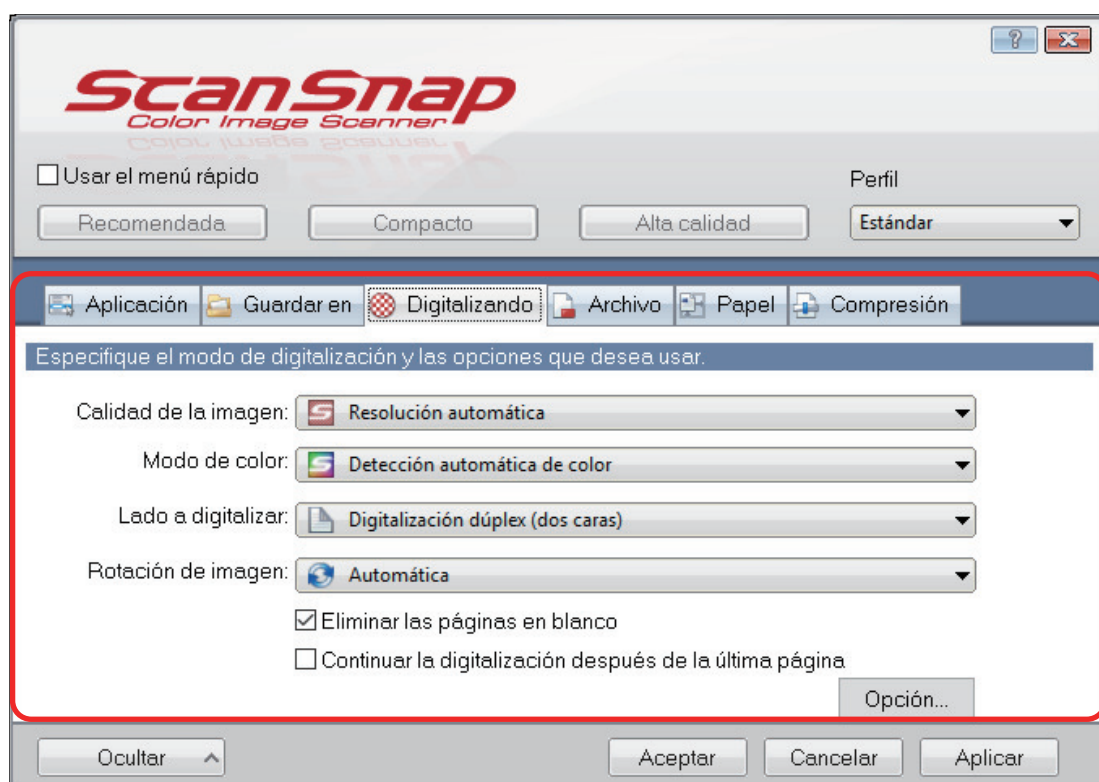 ?
ScanSnap
Color Image Scanner
Usar el menú rápido
Perfil
Recomendada Compacto Alta calidad Estándar
Aplicación Guardar en Digitalizando Archivo Papel Compresión
Especifique el modo de digitalización y las opciones que desea usar.
Calidad de la imagen: Resolución automática
Modo de color: Detección automática de color
Lado a digitalizar: Digitalización dúplex (dos caras)
Rotación de imagen: Automática
Eliminar las páginas en blanco
Continuar la digitalización después de la última página
Opción...
Ocultar Aceptar Cancelar Aplicar